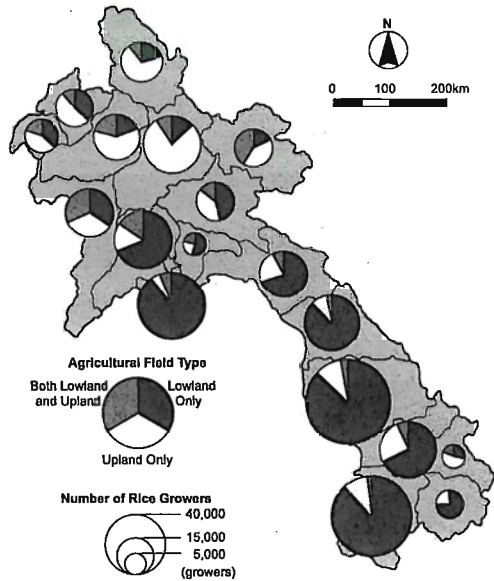 N
0 100 200km
Agricultural Field Type
Both Lowland and Upland
Lowland Only
Upland Only
Number of Rice Growers
40,000
15,000
5,000
(growers)